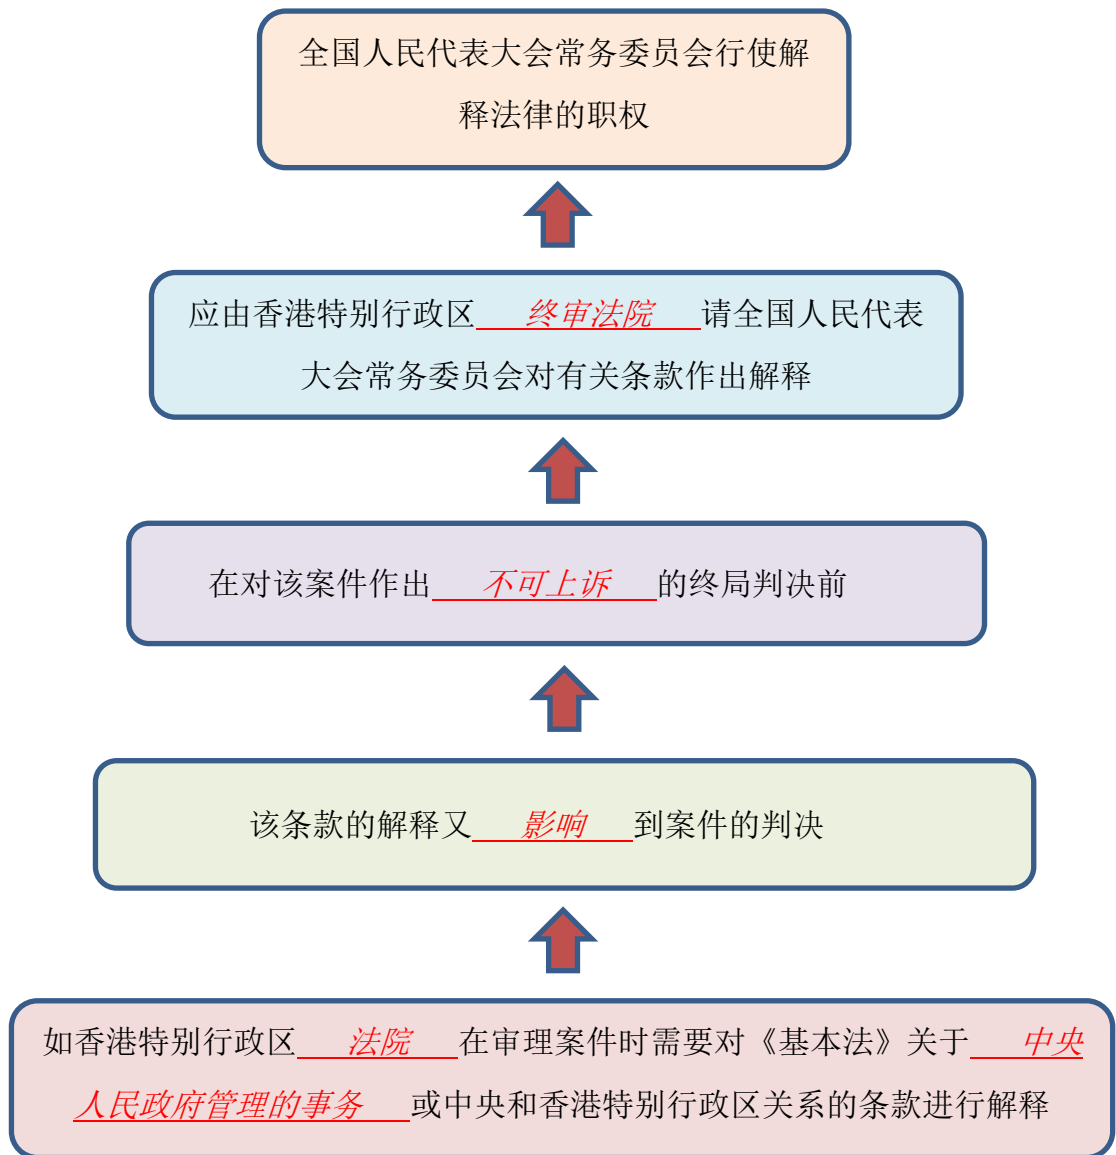 全国人民代表大会常务委员会行使解
释法律的职权
应由香港特别行政区 终审法院 请全国人民代表
大会常务委员会对有关条款作出解释
在对该案件作出 不可上诉 的终局判决前
该条款的解释又 影响 到案件的判决
如香港特别行政区 法院 在审理案件时需要对《基本法》关于 中央
人民政府管理的事务 或中央和香港特别行政区关系的条款进行解释